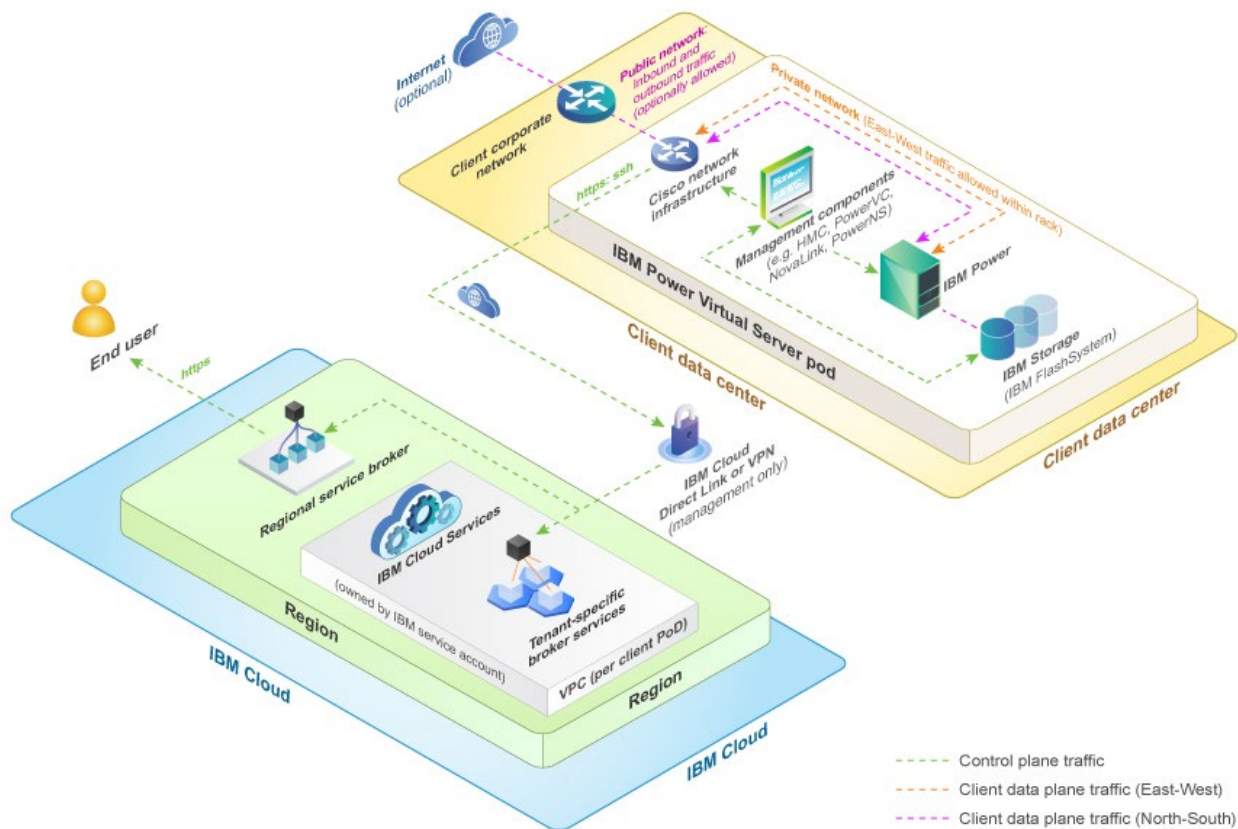 Internet
(optional)
Public network:
Inbound and
outbound traffic
(optionally allowed)
Client corporate
network
Private network (East-West traffic allowed within rack)
https: ssh
Cisco network
infrastructure
Management components
(e.g. HMC, PowerVC,
NovaLink, PowerNS)
IBM Power
IBM Storage
(IBM FlashSystem)
IBM Power Virtual Server pod
Client data center
Client data center
End user
https
Regional service broker
IBM Cloud
Direct Link or VPN
(management only)
IBM Cloud Services
(owned by IBM service account)
Tenant-specific
broker services
VPC (per client PoD)
Region
Region
IBM Cloud
IBM Cloud
Control plane traffic
Client data plane traffic (East-West)
Client data plane traffic (North-South)